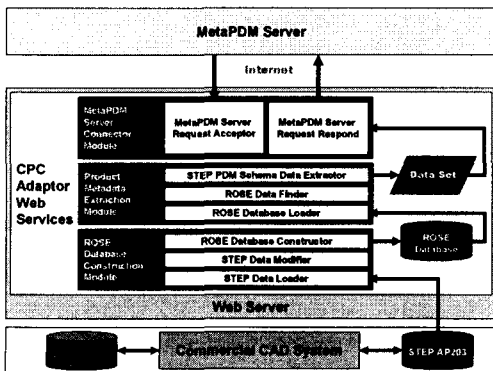 MetaPDM Server
Internet
CPC
Adaptor
Web
Services
MetaPDM
Server
Connector
Module
MetaPDM Server
Request Acceptor
MetaPDM Server
Request Respond
Product
Metadata
Extraction
Module
STEP PDM Schema Data Extractor
ROSE Data Finder
ROSE Database Loader
Data Set
ROSE
Database
Construction
Module
ROSE Database Constructor
STEP Data Modifier
STEP Data Loader
ROSE
Database
Web Server
Commercial CAD System
STEP AP203